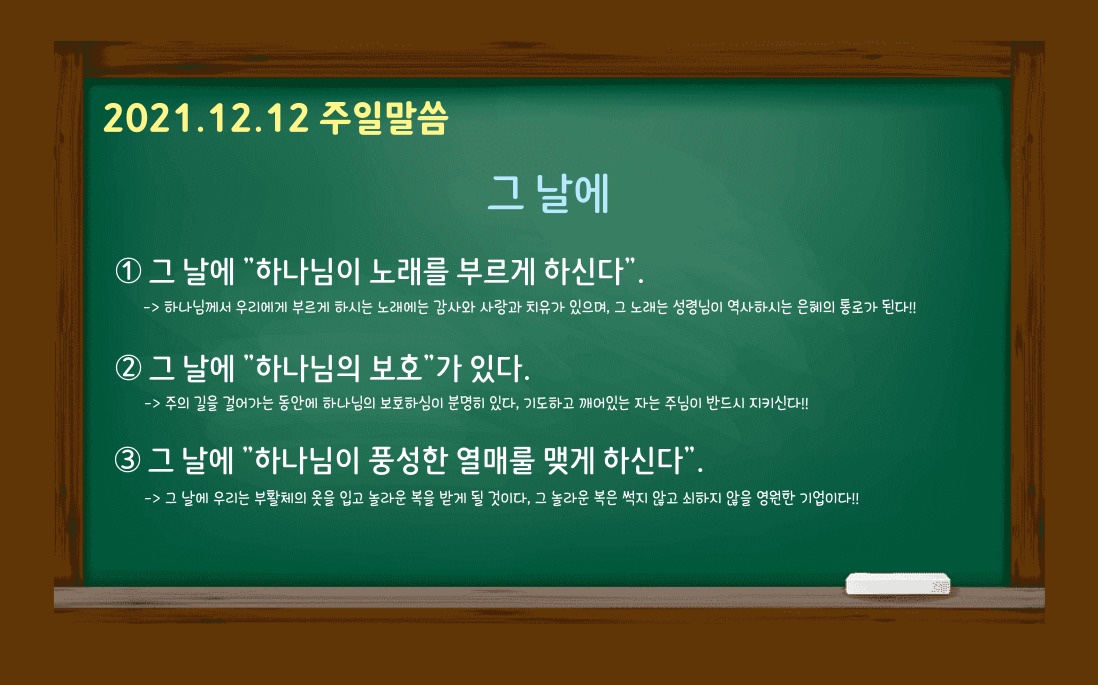 2021.12.12 주일말씀
그 날에
① 그 날에 "하나님이 노래를 부르게 하신다".
-> 하나님께서 우리에게 부르게 하시는 노래에는 감사와 사랑과 치유가 있으며, 그 노래는 성령님이 역사하시는 은혜의 통로가 된다!!
② 그 날에 "하나님의 보호"가 있다.
-> 주의 길을 걸어가는 동안에 하나님의 보호하심이 분명히 있다, 기도하고 깨어있는 자는 주님이 반드시 지키신다!!
③ 그 날에 "하나님이 풍성한 열매룰 맺게 하신다".
-> 그 날에 우리는 부활체의 옷을 입고 놀라운 복을 받게 될 것이다, 그 놀라운 복은 썩지 않고 쇠하지 않을 영원한 기업이다!!